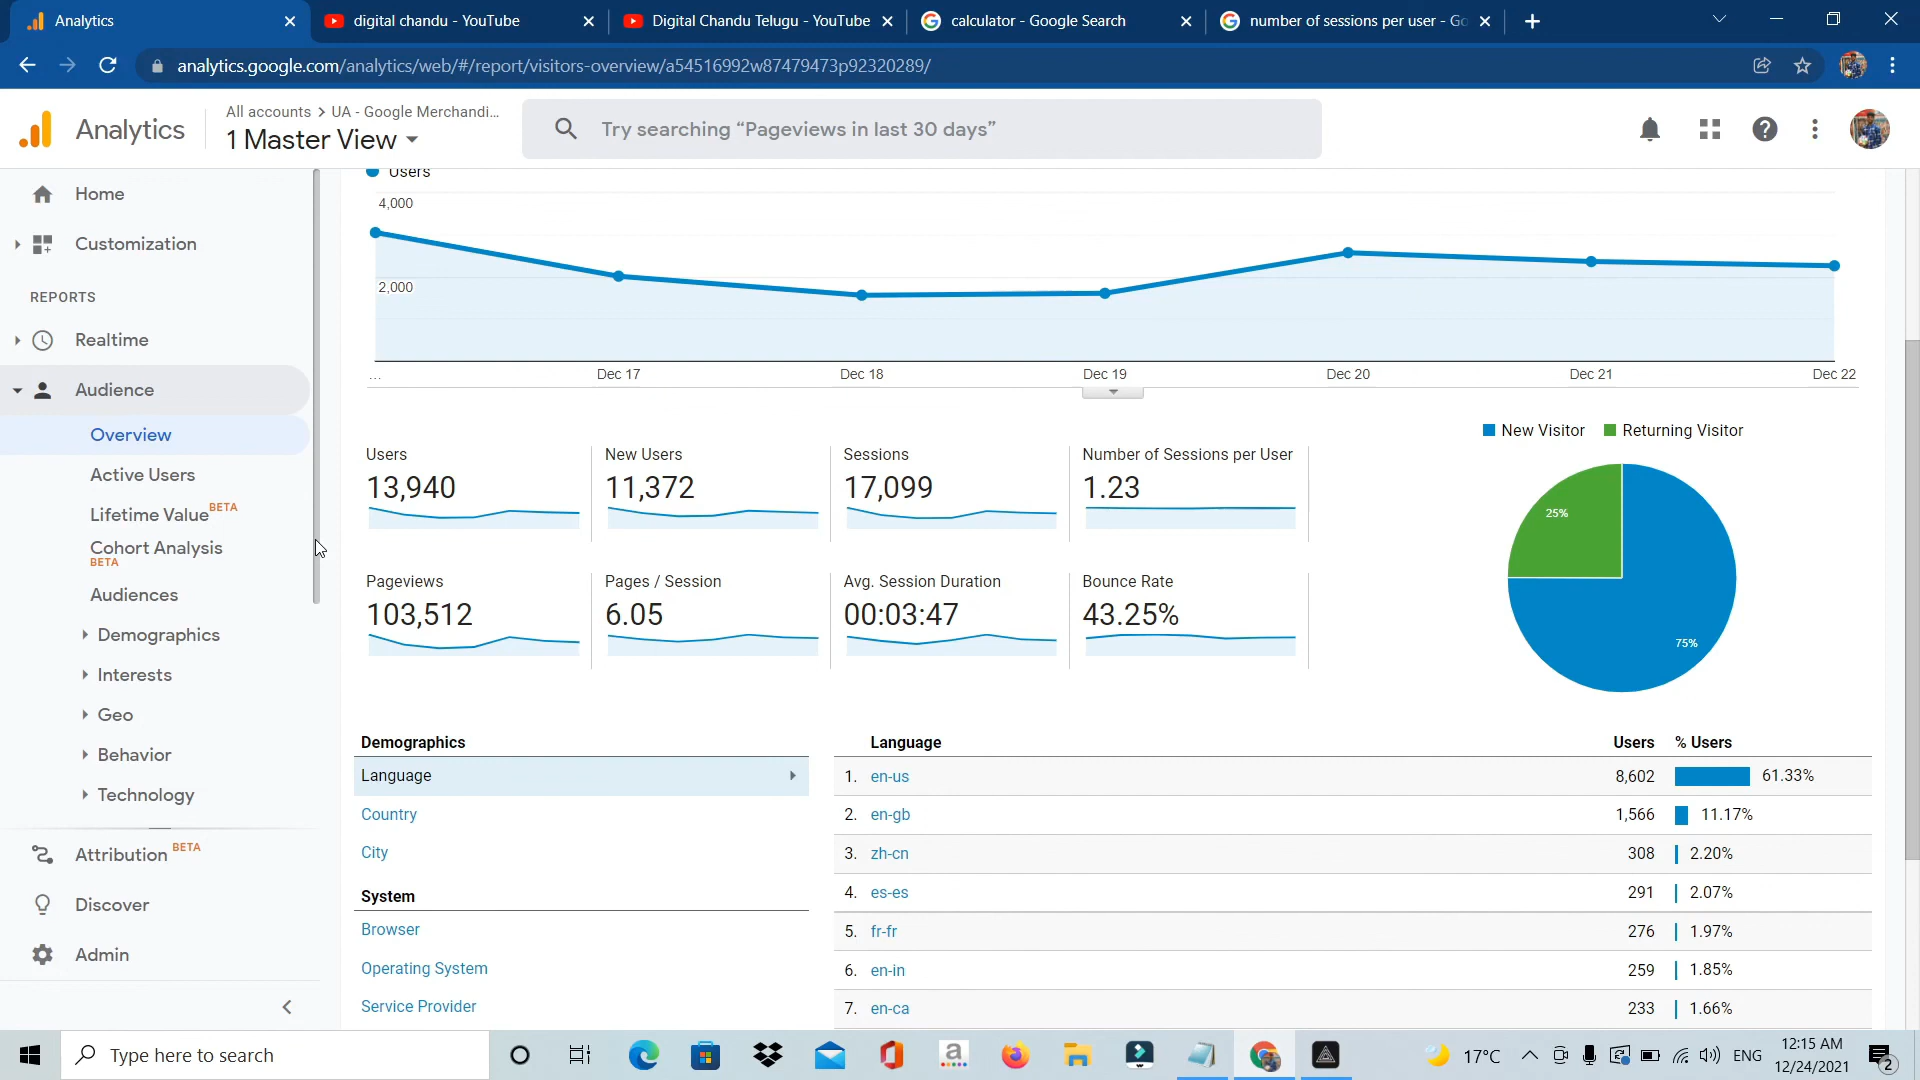 Analytics
digital chandu - YouTube
Digital Chandu Telugu - YouTube
calculator - Google Search
number of sessions per user - Go
analytics.google.com/analytics/web/#/report/visitors-overview/a54516992w87479473p92320289/
Analytics
All accounts > UA - Google Merchandi...
1 Master View
Try searching “Pageviews in last 30 days”
Home
Customization
REPORTS
Realtime
Audience
Overview
Active Users
Lifetime Value BETA
Cohort Analysis
BETA
Audiences
Demographics
Interests
Geo
Behavior
Technology
Attribution BETA
Discover
Admin
Users
4,000
2,000
... Dec 17 Dec 18 Dec 19 Dec 20 Dec 21 Dec 22
New Visitor Returning Visitor
Users New Users Sessions Number of Sessions per User
13,940 11,372 17,099 1.23
25%
Pageviews Pages / Session Avg. Session Duration Bounce Rate
103,512 6.05 00:03:47 43.25%
75%
Demographics
Language
Country
City
System
Browser
Operating System
Service Provider
Language Users % Users
1. en-us 8,602 61.33%
2. en-gb 1,566 11.17%
3. zh-cn 308 2.20%
4. es-es 291 2.07%
5. fr-fr 276 1.97%
6. en-in 259 1.85%
7. en-ca 233 1.66%
Type here to search
a
17°C
ENG
12:15 AM
12/24/2021
2